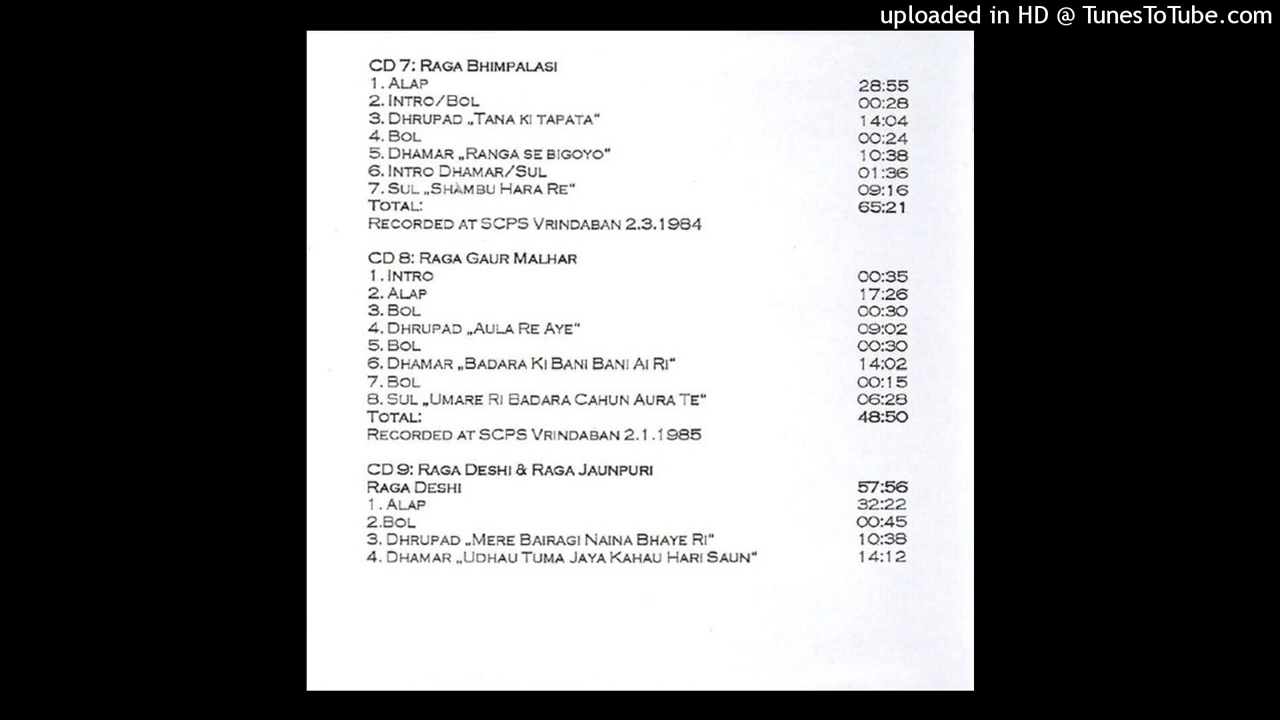 uploaded in HD @ TunesToTube.com
CD 7: RAGA BHIMPALASI
1. ALAP 28:55
2. INTRO/BOL 00:28
3. DHRUPAD „TANA KI TAPATA“ 14:04
4. BOL 00:24
5. DHAMAR „RANGA SE BIGOYO“ 10:38
6. INTRO DHAMAR/SUL 01:36
7. SUL „SHAMBU HARA RE“ 09:16
TOTAL: 65:21
RECORDED AT SCPS VRINDABAN 2.3.1984
CD 8: RAGA GAUR MALHAR
1. INTRO 00:35
2. ALAP 17:26
3. BOL 00:30
4. DHRUPAD „AULA RE AYE“ 09:02
5. BOL 00:30
6. DHAMAR „BADARA KI BANI BANI AI RI“ 14:02
7. BOL 00:15
8. SUL „UMARE RI BADARA CAHUN AURA TE“ 06:28
TOTAL: 48:50
RECORDED AT SCPS VRINDABAN 2.1.1985
CD 9: RAGA DESHI & RAGA JAUNPURI
RAGA DESHI 57:56
1. ALAP 32:22
2.BOL 00:45
3. DHRUPAD „MERE BAIRAGI NAINA BHAYE RI“ 10:38
4. DHAMAR „UDHAU TUMA JAYA KAHAU HARI SAUN“ 14:12